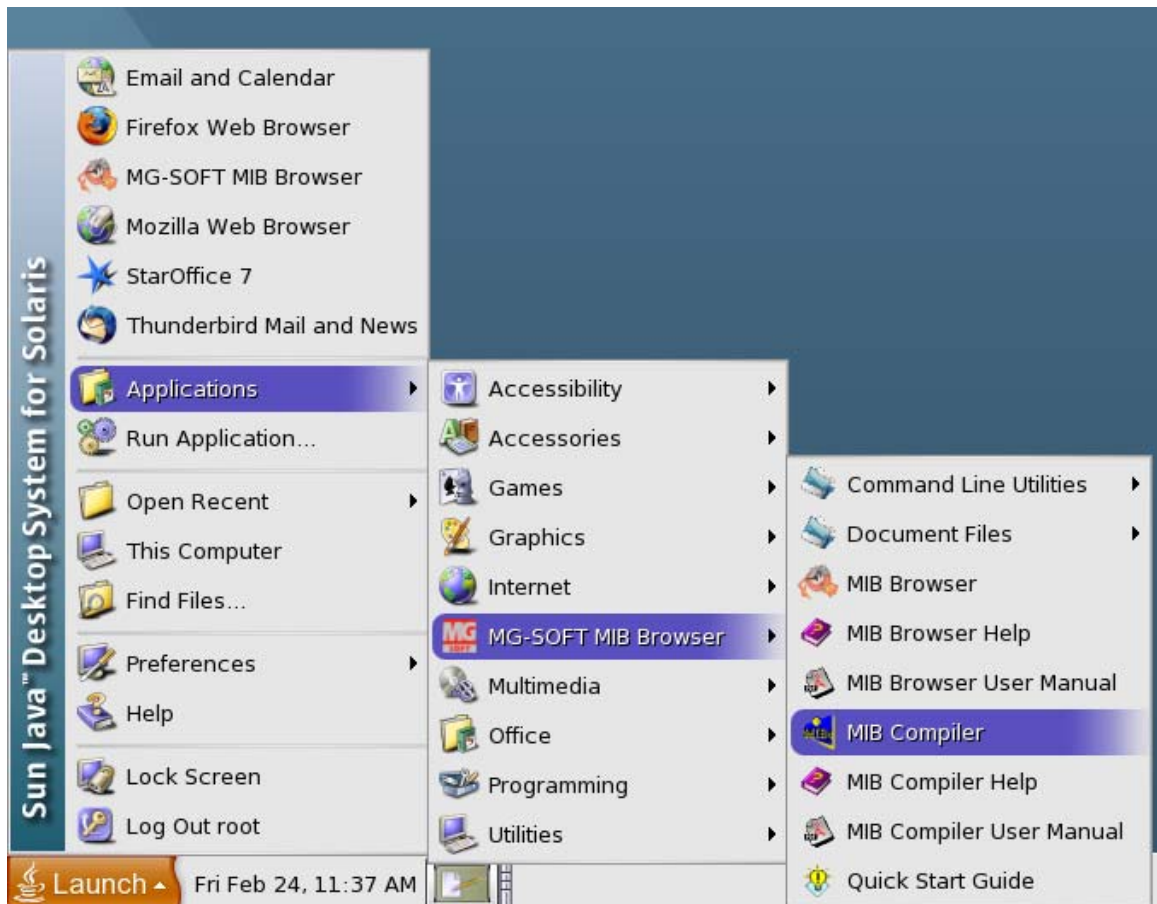 Sun Java™ Desktop System for Solaris
Email and Calendar
Firefox Web Browser
MG-SOFT MIB Browser
Mozilla Web Browser
StarOffice 7
Thunderbird Mail and News
Applications
Run Application...
Open Recent
This Computer
Find Files...
Preferences
Help
Lock Screen
Log Out root
Accessibility
Accessories
Games
Graphics
Internet
MG SOFT
MG-SOFT MIB Browser
Multimedia
Office
Programming
Utilities
Command Line Utilities
Document Files
MIB Browser
MIB Browser Help
MIB Browser User Manual
MIB Compiler
MIB Compiler Help
MIB Compiler User Manual
Quick Start Guide
Launch
Fri Feb 24, 11:37 AM